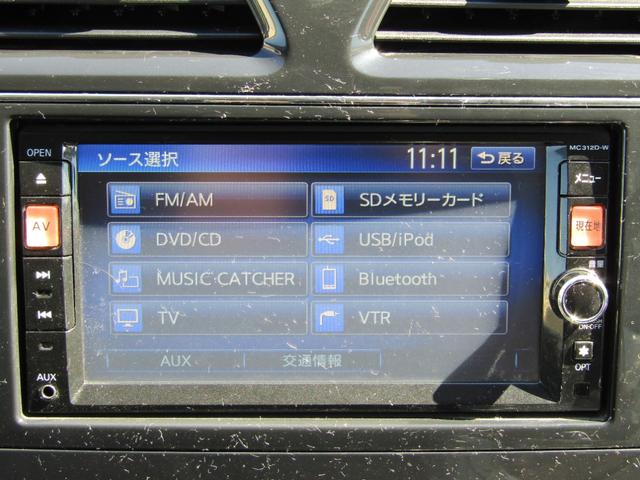 OPEN
MC312D-W
ソース選択 11:11 戻る
メニュー
FM/AM SDメモリーカード
AV
現在地
DVD/CD USB/iPod
MUSIC CATCHER Bluetooth
音量
TV VTR
ON・OFF
AUX 交通情報
OPT
AUX